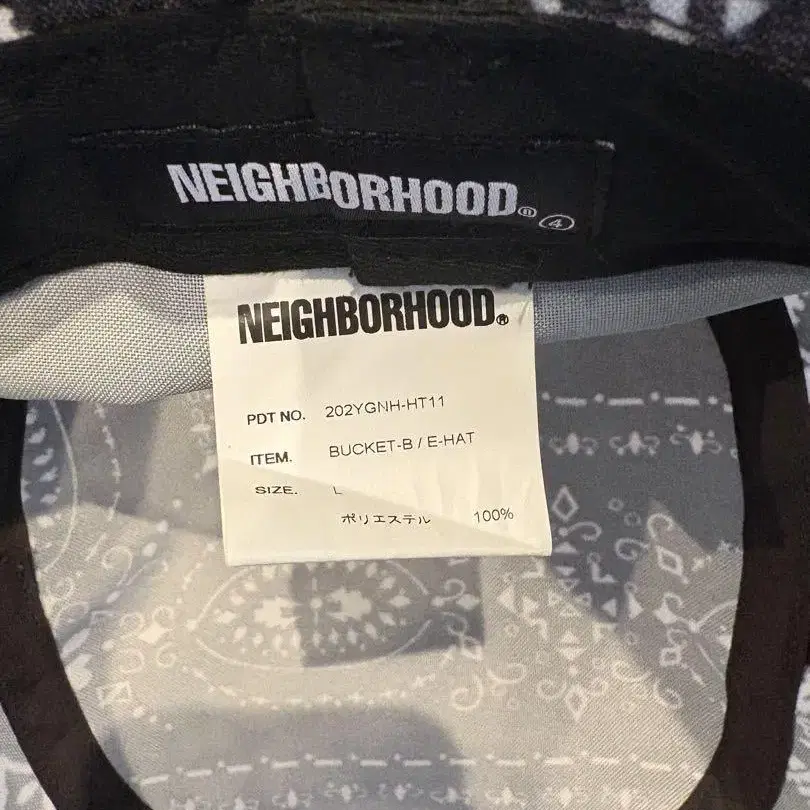 NEIGHBORHOOD® ④
NEIGHBORHOOD®
PDT NO. 202YGNH-HT11
ITEM. BUCKET-B / E-HAT
SIZE. L
ポリエステル 100%